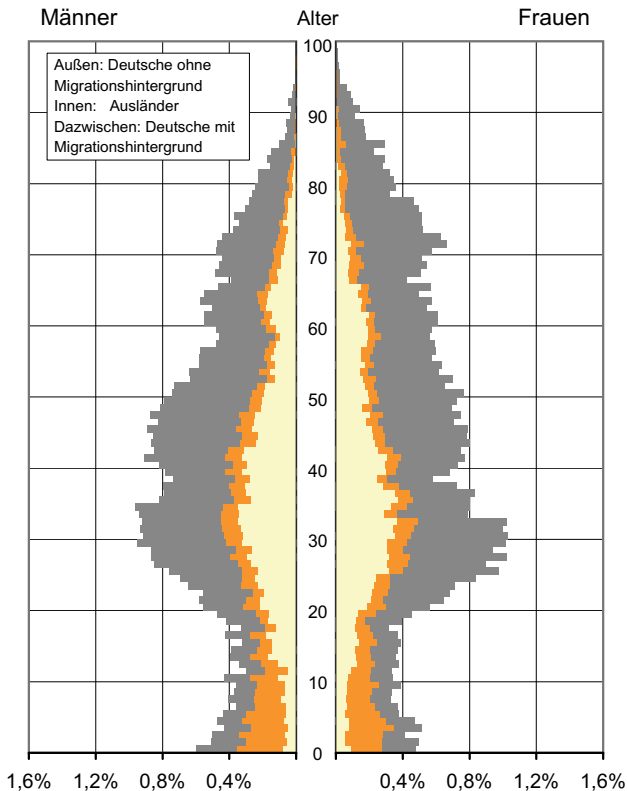 Männer Alter Frauen
Außen: Deutsche ohne
Migrationshintergrund
Innen: Ausländer
Dazwischen: Deutsche mit
Migrationshintergrund
100
90
80
70
60
50
40
30
20
10
0
1,6% 1,2% 0,8% 0,4% 0,4% 0,8% 1,2% 1,6%